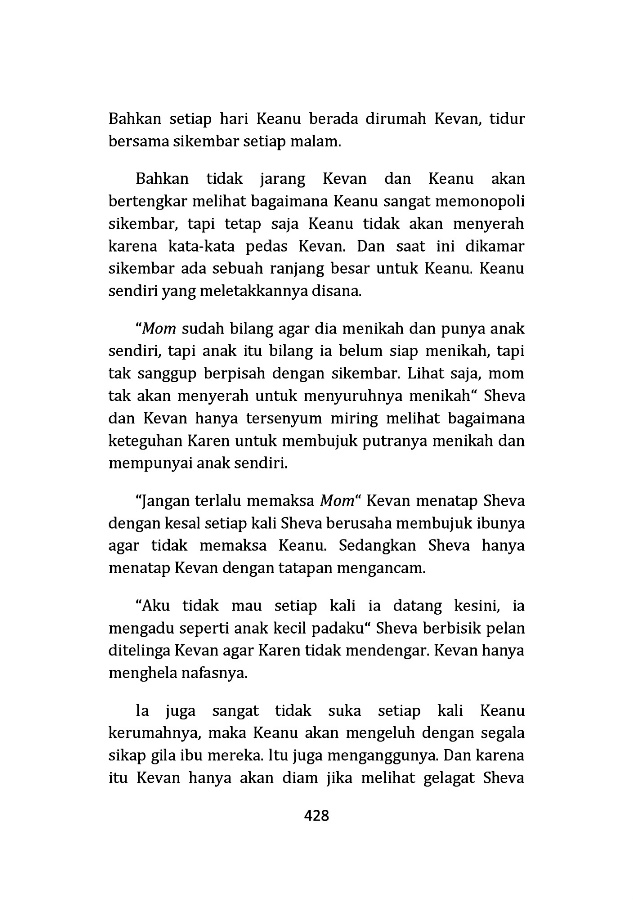 Bahkan setiap hari Keanu berada dirumah Kevan, tidur
bersama sikembar setiap malam.
Bahkan tidak jarang Kevan dan Keanu akan
bertengkar melihat bagaimana Keanu sangat memonopoli
sikembar, tapi tetap saja Keanu tidak akan menyerah
karena kata-kata pedas Kevan. Dan saat ini dikamar
sikembar ada sebuah ranjang besar untuk Keanu. Keanu
sendiri yang meletakkannya disana.
“Mom sudah bilang agar dia menikah dan punya anak
sendiri, tapi anak itu bilang ia belum siap menikah, tapi
tak sanggup berpisah dengan sikembar. Lihat saja, mom
tak akan menyerah untuk menyuruhnya menikah“ Sheva
dan Kevan hanya tersenyum miring melihat bagaimana
keteguhan Karen untuk membujuk putranya menikah dan
mempunyai anak sendiri.
“Jangan terlalu memaksa Mom“ Kevan menatap Sheva
dengan kesal setiap kali Sheva berusaha membujuk ibunya
agar tidak memaksa Keanu. Sedangkan Sheva hanya
menatap Kevan dengan tatapan mengancam.
“Aku tidak mau setiap kali ia datang kesini, ia
mengadu seperti anak kecil padaku“ Sheva berbisik pelan
ditelinga Kevan agar Karen tidak mendengar. Kevan hanya
menghela nafasnya.
Ia juga sangat tidak suka setiap kali Keanu
kerumahnya, maka Keanu akan mengeluh dengan segala
sikap gila ibu mereka. Itu juga menganggunya. Dan karena
itu Kevan hanya akan diam jika melihat gelagat Sheva
428